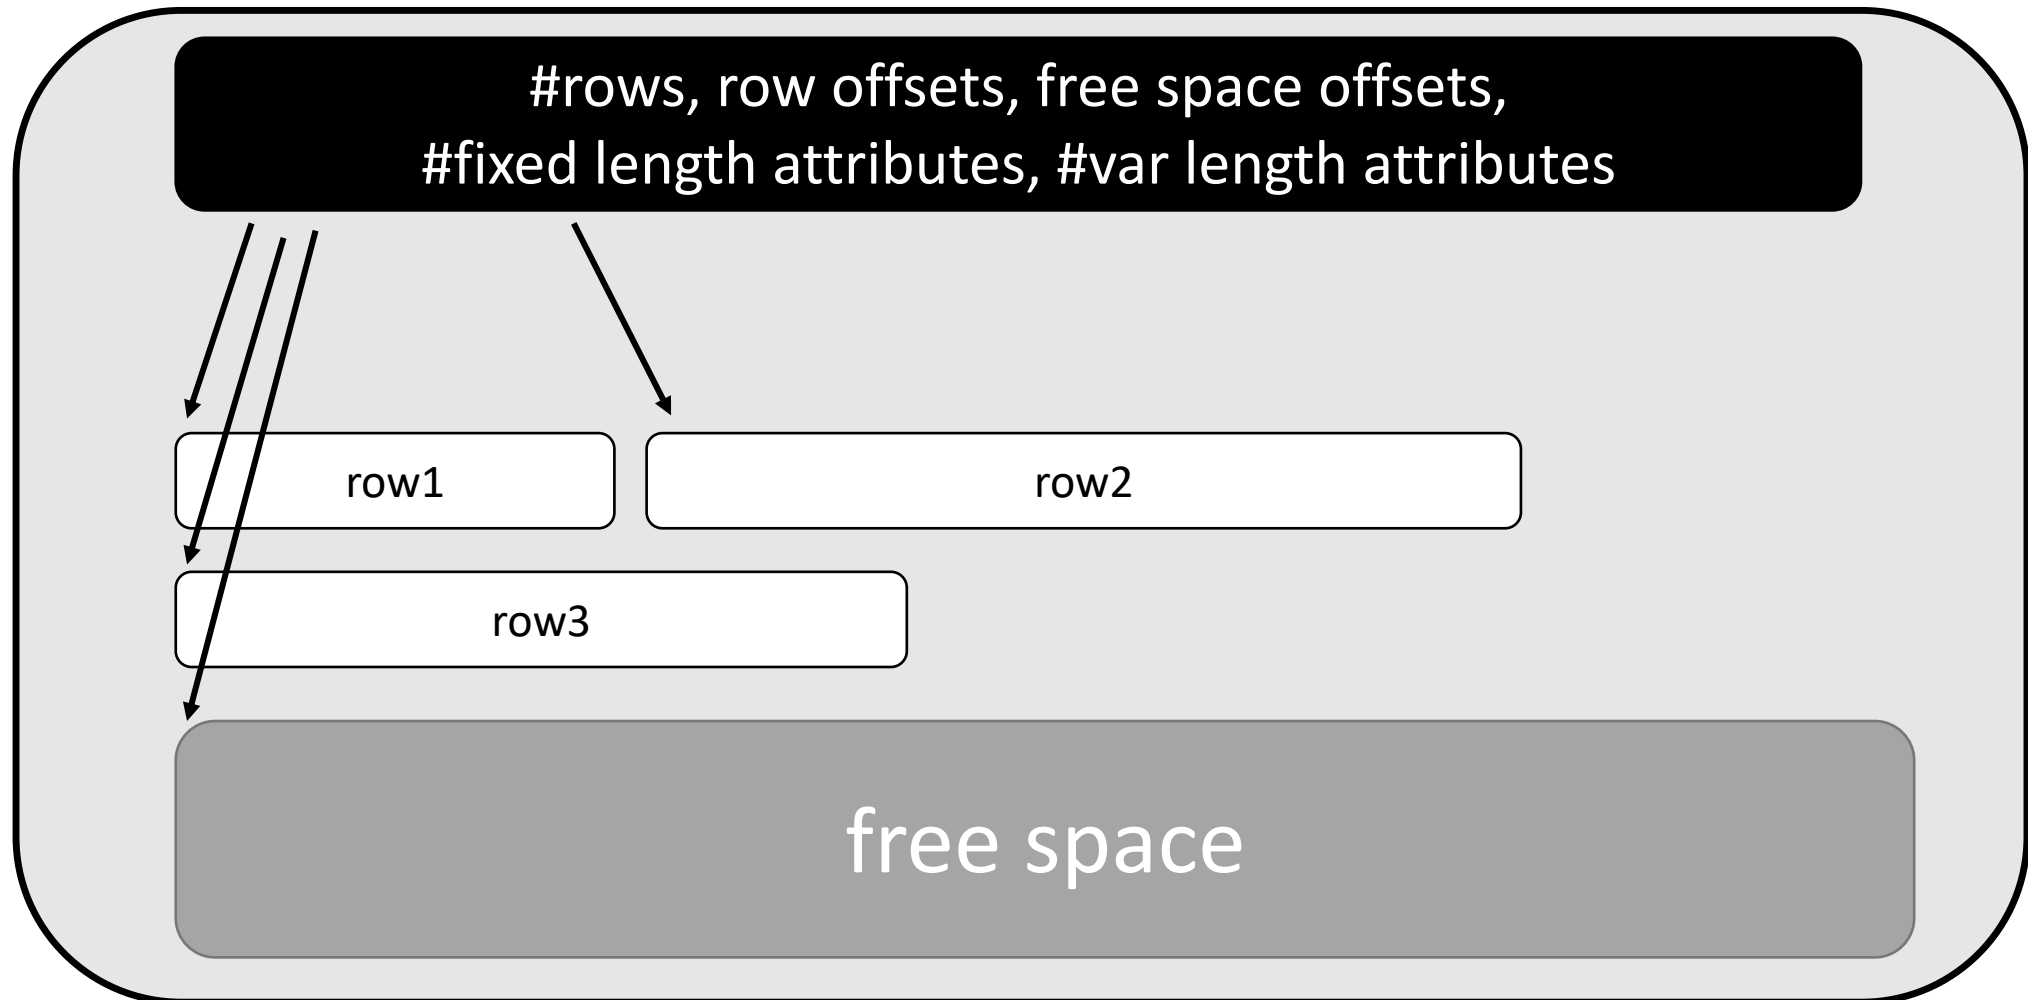 #rows, row offsets, free space offsets,
#fixed length attributes, #var length attributes
row1
row2
row3
free space